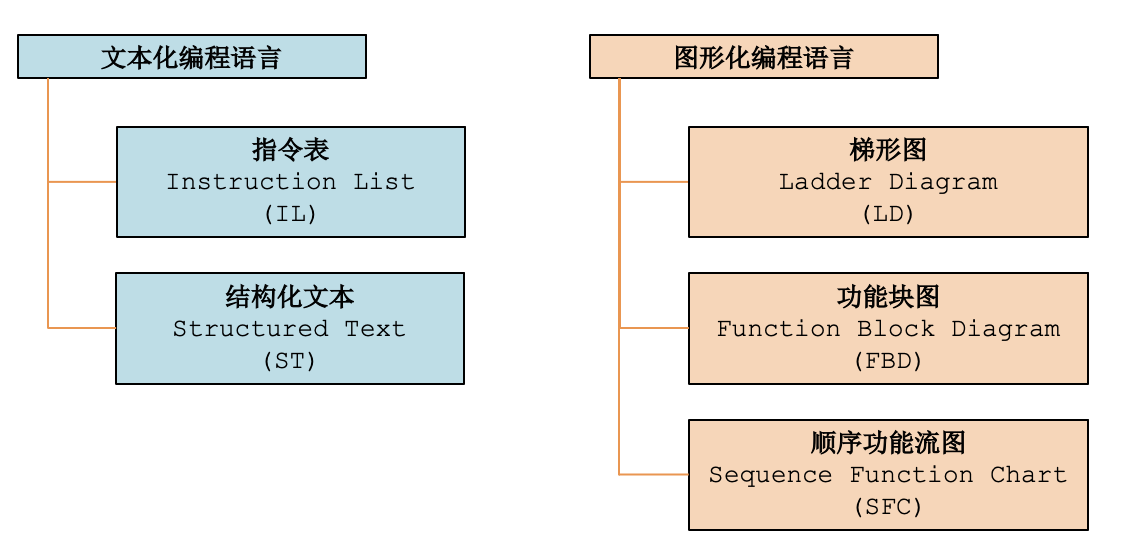 文本化编程语言
指令表
Instruction List
(IL)
结构化文本
Structured Text
(ST)
图形化编程语言
梯形图
Ladder Diagram
(LD)
功能块图
Function Block Diagram
(FBD)
顺序功能流图
Sequence Function Chart
(SFC)